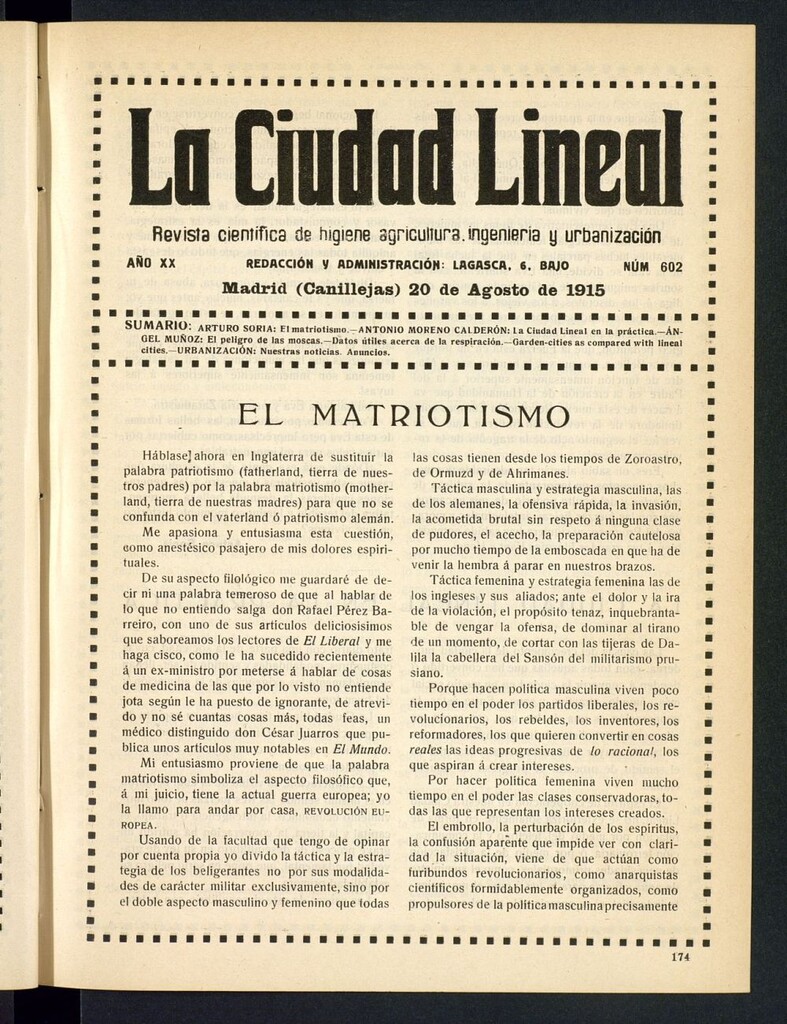 La Ciudad Lineal
Revista científica de higiene agricultura, ingeniería y urbanización
AÑO XX
REDACCIÓN Y ADMINISTRACIÓN: LAGASCA, 6, BAJO
NÚM 602
Madrid (Canillejas) 20 de Agosto de 1915
SUMARIO: ARTURO SORIA: El matriotismo.—ANTONIO MORENO CALDERÓN: La Ciudad Lineal en la práctica.—ÁN-
GEL MUÑOZ: El peligro de las moscas.—Datos útiles acerca de la respiración.—Garden-cities as compared with lineal
cities.—URBANIZACIÓN: Nuestras noticias. Anuncios.
EL MATRIOTISMO
Háblase] ahora en Inglaterra de sustituir la
palabra patriotismo (fatherland, tierra de nues-
tros padres) por la palabra matriotismo (mother-
land, tierra de nuestras madres) para que no se
confunda con el vaterland ó patriotismo alemán.
Me apasiona y entusiasma esta cuestión,
como anestésico pasajero de mis dolores espiri-
tuales.
De su aspecto filológico me guardaré de de-
cir ni una palabra temeroso de que al hablar de
lo que no entiendo salga don Rafael Pérez Ba-
rreiro, con uno de sus articulos deliciosisimos
que saboreamos los lectores de El Liberal y me
haga cisco, como le ha sucedido recientemente
á un ex-ministro por meterse á hablar de cosas
de medicina de las que por lo visto no entiende
jota según le ha puesto de ignorante, de atrevi-
do y no sé cuantas cosas más, todas feas, un
médico distinguido don César Juarros que pu-
blica unos articulos muy notables en El Mundo.
Mi entusiasmo proviene de que la palabra
matriotismo simboliza el aspecto filosófico que,
á mi juicio, tiene la actual guerra europea; yo
la llamo para andar por casa, REVOLUCIÓN EU-
ROPEA.
Usando de la facultad que tengo de opinar
por cuenta propia yo divido la táctica y la estra-
tegia de los beligerantes no por sus modalida-
des de carácter militar exclusivamente, sino por
el doble aspecto masculino y femenino que todas
las cosas tienen desde los tiempos de Zoroastro,
de Ormuzd y de Ahrimanes.
Táctica masculina y estrategia masculina, las
de los alemanes, la ofensiva rápida, la invasión,
la acometida brutal sin respeto á ninguna clase
de pudores, el acecho, la preparación cautelosa
por mucho tiempo de la emboscada en que ha de
venir la hembra á parar en nuestros brazos.
Táctica femenina y estrategia femenina las de
los ingleses y sus aliados; ante el dolor y la ira
de la violación, el propósito tenaz, inquebranta-
ble de vengar la ofensa, de dominar al tirano
de un momento, de cortar con las tijeras de Da-
lila la cabellera del Sansón del militarismo pru-
siano.
Porque hacen política masculina viven poco
tiempo en el poder los partidos liberales, los re-
volucionarios, los rebeldes, los inventores, los
reformadores, los que quieren convertir en cosas
reales las ideas progresivas de lo racional, los
que aspiran á crear intereses.
Por hacer politica femenina viven mucho
tiempo en el poder las clases conservadoras, to-
das las que representan los intereses creados.
El embrollo, la perturbación de los espiritus,
la confusión aparente que impide ver con clari-
dad la situación, viene de que actúan como
furibundos revolucionarios, como anarquistas
científicos formidablemente organizados, como
propulsores de la politica masculina precisamente
174